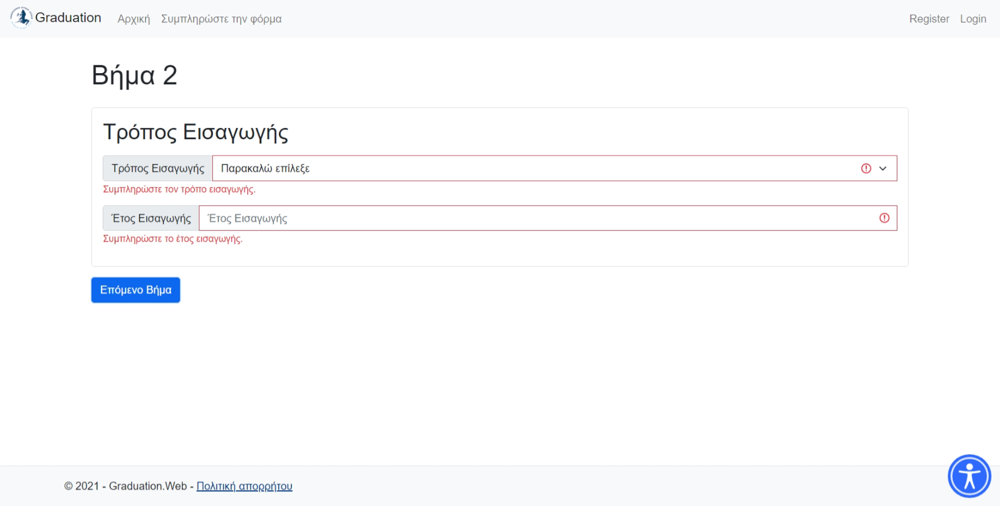 Graduation Αρχική Συμπληρώστε την φόρμα Register Login
Βήμα 2
Τρόπος Εισαγωγής
Τρόπος Εισαγωγής Παρακαλώ επίλεξε
Συμπληρώστε τον τρόπο εισαγωγής.
Έτος Εισαγωγής Έτος Εισαγωγής
Συμπληρώστε το έτος εισαγωγής.
Επόμενο Βήμα
© 2021 - Graduation.Web - Πολιτική απορρήτου